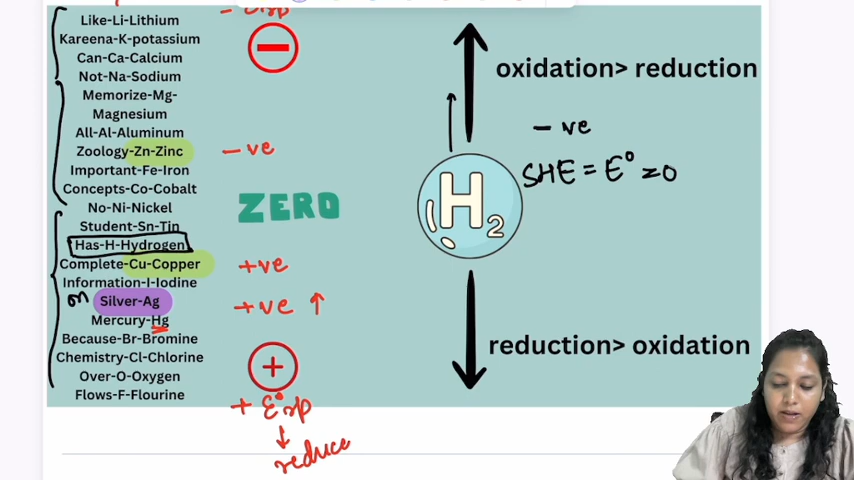 Like-Li-Lithium
Kareena-K-potassium
Can-Ca-Calcium
Not-Na-Sodium
Memorize-Mg-
Magnesium
All-Al-Aluminum
Zoology-Zn-Zinc
Important-Fe-Iron
Concepts-Co-Cobalt
No-Ni-Nickel
Student-Sn-Tin
Has-H-Hydrogen
Complete-Cu-Copper
Information-I-Iodine
on Silver-Ag
Mercury-Hg
Because-Br-Bromine
Chemistry-Cl-Chlorine
Over-O-Oxygen
Flows-F-Flourine
- ve
ZERO
+ve
+ve ↑
+ E°rp
↓
reduce
oxidation> reduction
- ve
SHE = E° = 0
H2
reduction> oxidation